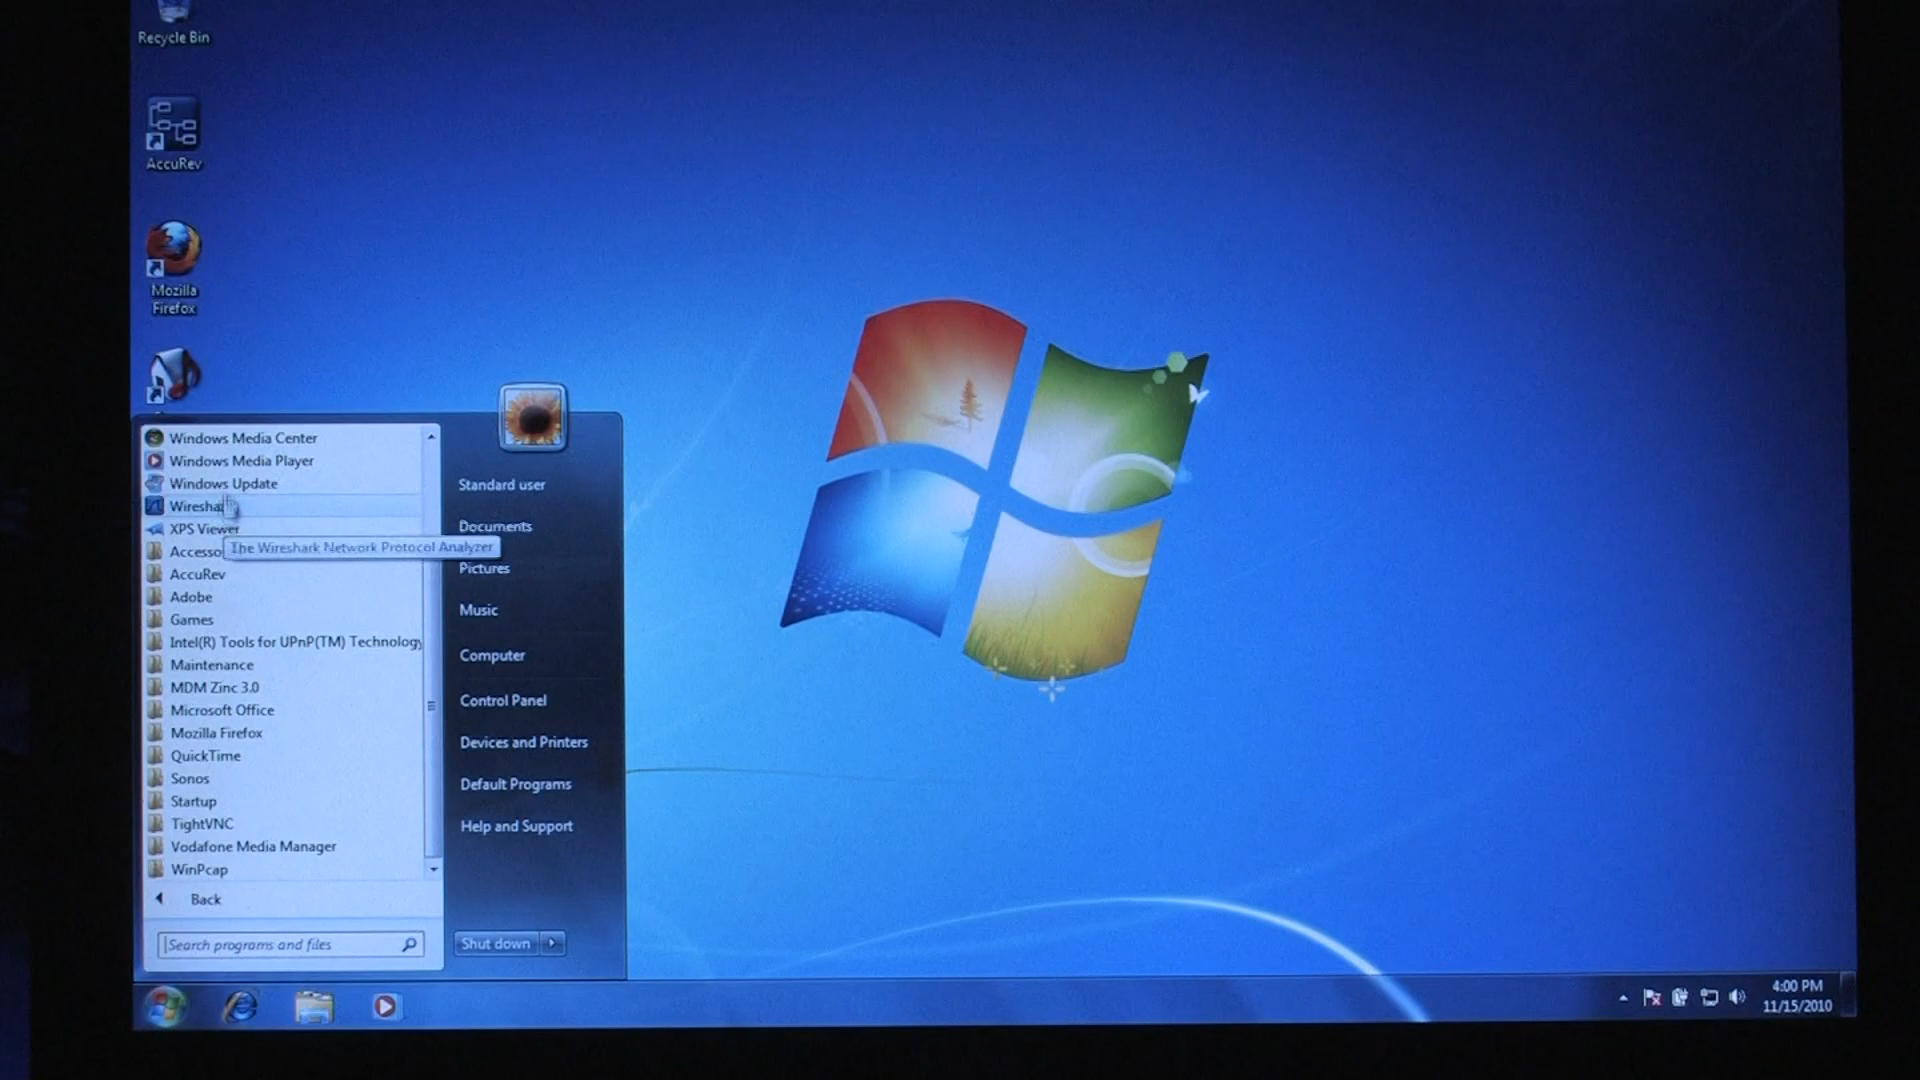 Recycle Bin
AccuRev
Mozilla
Firefox
Windows Media Center
Windows Media Player
Windows Update
XPS Viewer
The Wireshark Network Protocol Analyzer
AccuRev
Adobe
Games
Intel(R) Tools for UPnP(TM) Technology
Maintenance
MDM Zinc 3.0
Microsoft Office
Mozilla Firefox
QuickTime
Sonos
Startup
TightVNC
Vodafone Media Manager
WinPcap
Back
Search programs and files
Standard user
Documents
Pictures
Music
Computer
Control Panel
Devices and Printers
Default Programs
Help and Support
Shut down
4:00 PM
11/15/2010